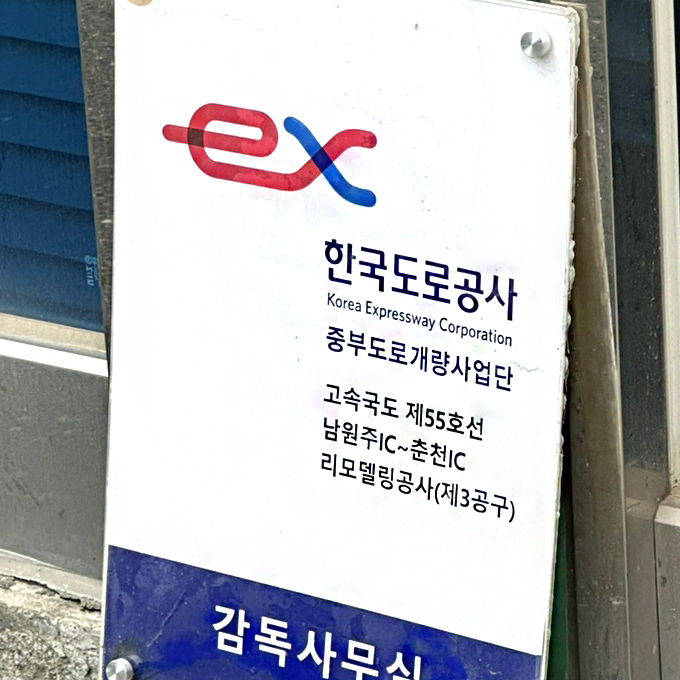 ex
한국도로공사
Korea Expressway Corporation
중부도로개량사업단
고속국도 제55호선
남원주IC~춘천IC
리모델링공사(제3공구)
감독사무실